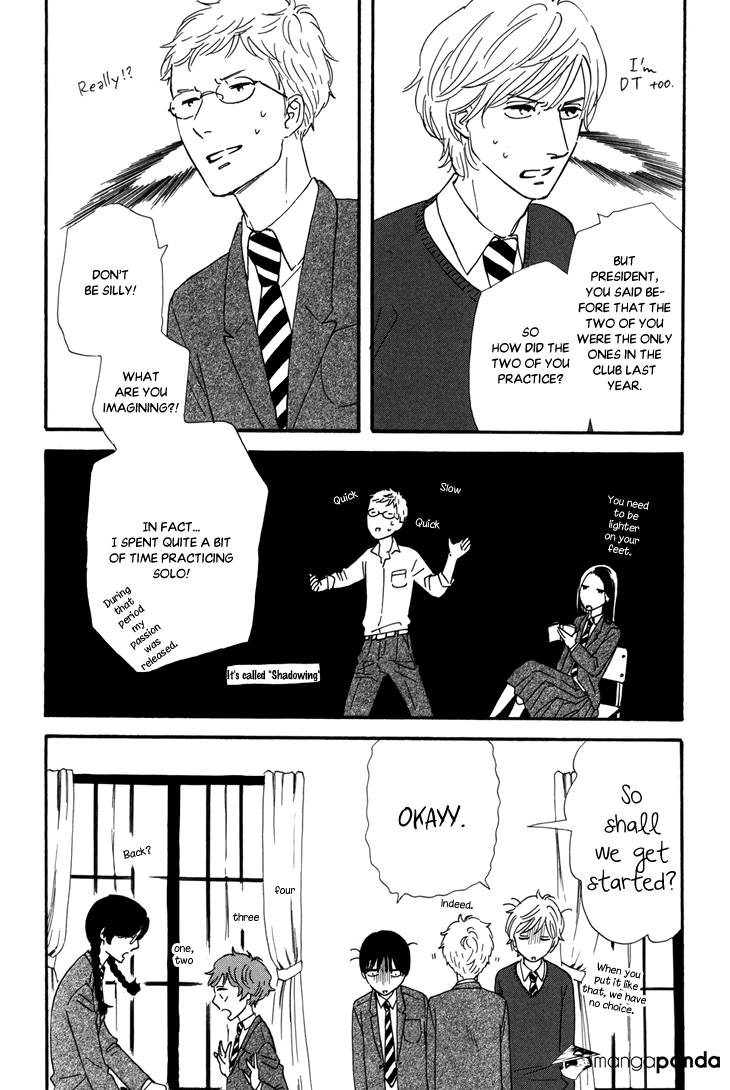 I'm
DT too.
BUT
PRESIDENT,
YOU SAID BE-
FORE THAT THE
TWO OF YOU
WERE THE ONLY
ONES IN THE
CLUB LAST
YEAR.
SO
HOW DID THE
TWO OF YOU
PRACTICE?
Really!?
DON'T
BE SILLY!
WHAT
ARE YOU
IMAGINING?!
IN FACT...
I SPENT QUITE A BIT
OF TIME PRACTICING
SOLO!
During
that
period
my
passion
was
released.
You need
to be
lighter
on your
feet.
Slow
Quick
Quick
It's called "Shadowing"
So
shall
we get
started?
OKAYY.
Indeed.
When you
put it like
that, we have
no choice.
Back?
four
three
one,
two
mangapanda